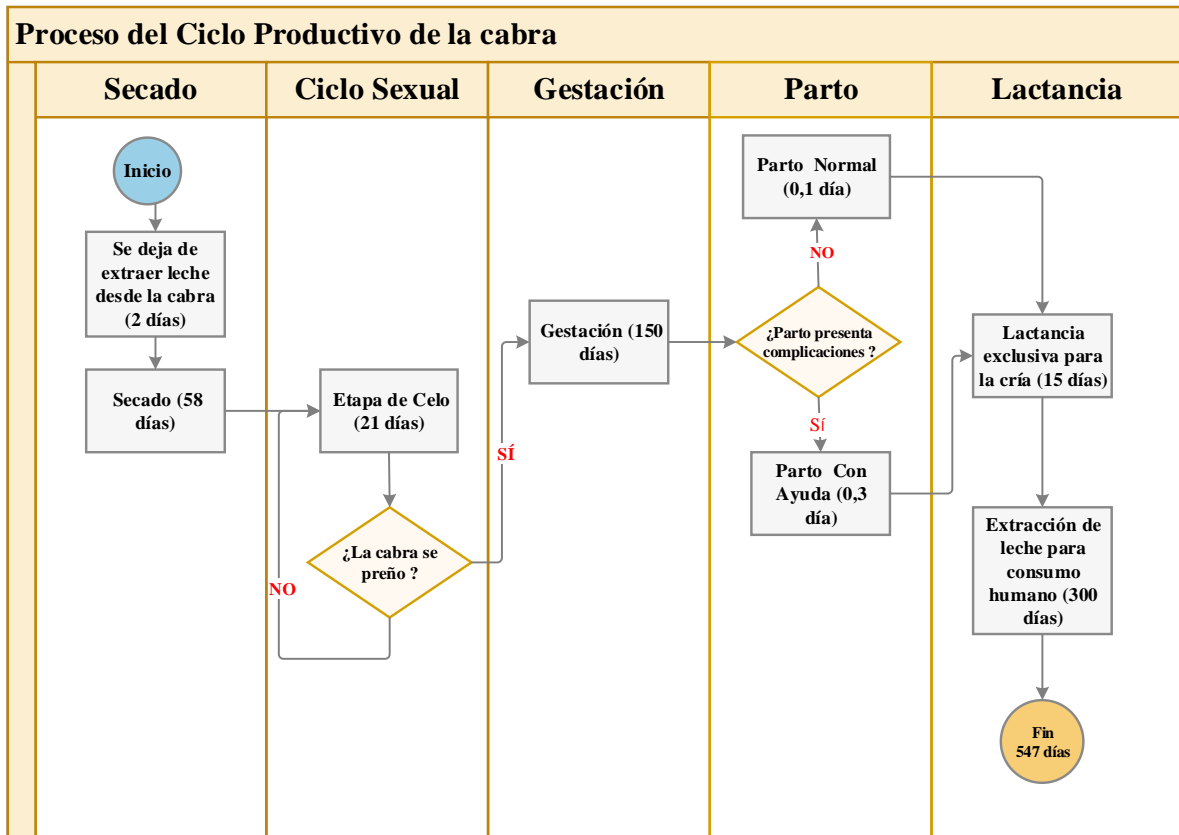 Proceso del Ciclo Productivo de la cabra
Secado
Ciclo Sexual
Gestación
Parto
Lactancia
Inicio
Se deja de
extraer leche
desde la cabra
(2 días)
Secado (58
días)
Etapa de Celo
(21 días)
¿La cabra se
preño ?
NO
SÍ
Gestación (150
días)
¿Parto presenta
complicaciones ?
NO
Parto Normal
(0,1 día)
Sí
Parto Con
Ayuda (0,3
día)
Lactancia
exclusiva para
la cría (15 días)
Extracción de
leche para
consumo
humano (300
días)
Fin
547 días